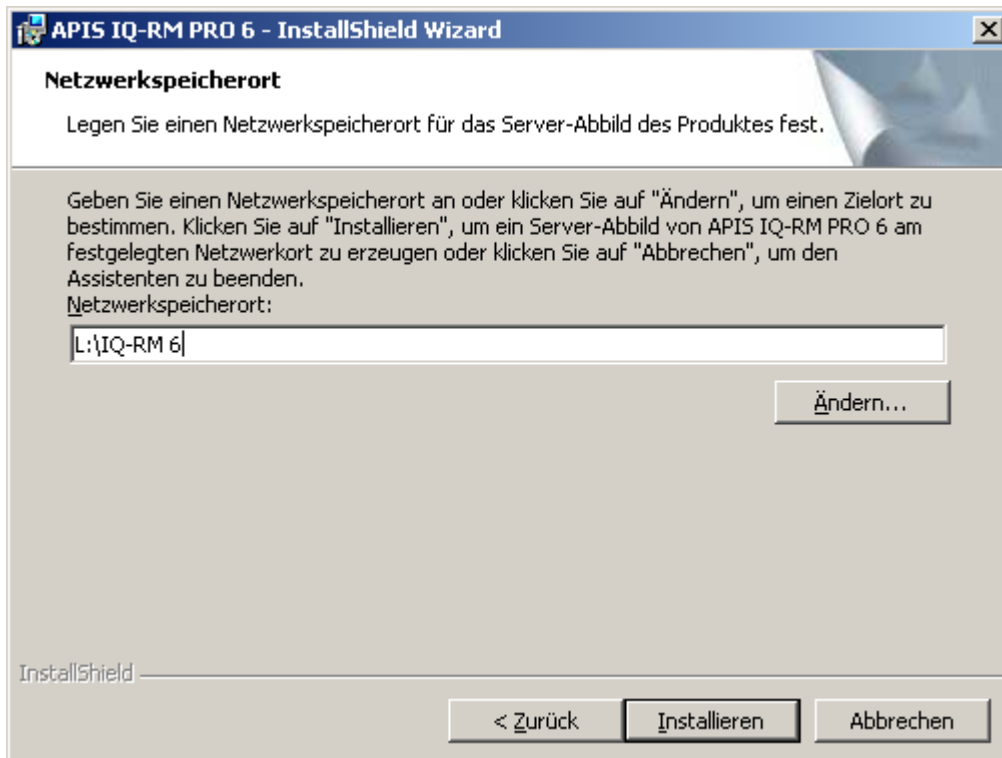 APIS IQ-RM PRO 6 - InstallShield Wizard
Netzwerkspeicherort
Legen Sie einen Netzwerkspeicherort für das Server-Abbild des Produktes fest.
Geben Sie einen Netzwerkspeicherort an oder klicken Sie auf "Ändern", um einen Zielort zu
bestimmen. Klicken Sie auf "Installieren", um ein Server-Abbild von APIS IQ-RM PRO 6 am
festgelegten Netzwerkort zu erzeugen oder klicken Sie auf "Abbrechen", um den
Assistenten zu beenden.
Netzwerkspeicherort:
L:\IQ-RM 6
Ändern...
InstallShield
< Zurück
Installieren
Abbrechen